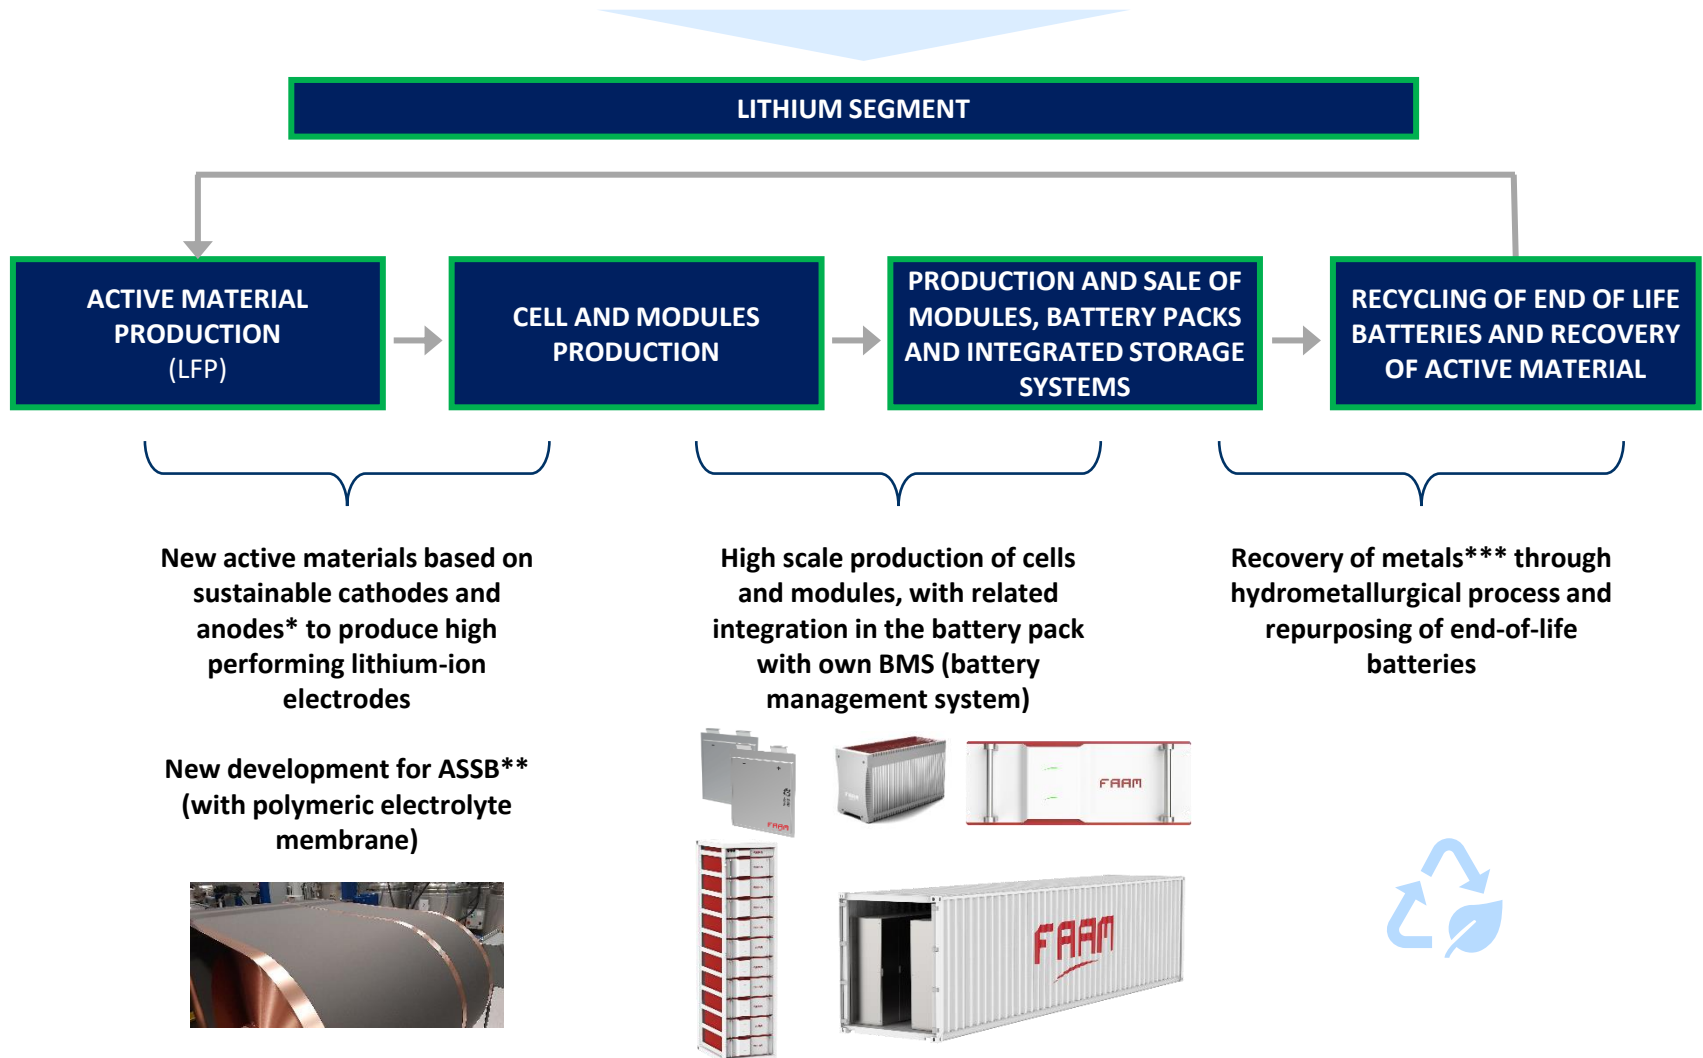 LITHIUM SEGMENT
ACTIVE MATERIAL
PRODUCTION
(LFP)
CELL AND MODULES
PRODUCTION
PRODUCTION AND SALE OF
MODULES, BATTERY PACKS
AND INTEGRATED STORAGE
SYSTEMS
RECYCLING OF END OF LIFE
BATTERIES AND RECOVERY
OF ACTIVE MATERIAL
New active materials based on
sustainable cathodes and
anodes* to produce high
performing lithium-ion
electrodes
New development for ASSB**
(with polymeric electrolyte
membrane)
High scale production of cells
and modules, with related
integration in the battery pack
with own BMS (battery
management system)
FAAM
FAAM
FAAM
Recovery of metals*** through
hydrometallurgical process and
repurposing of end-of-life
batteries